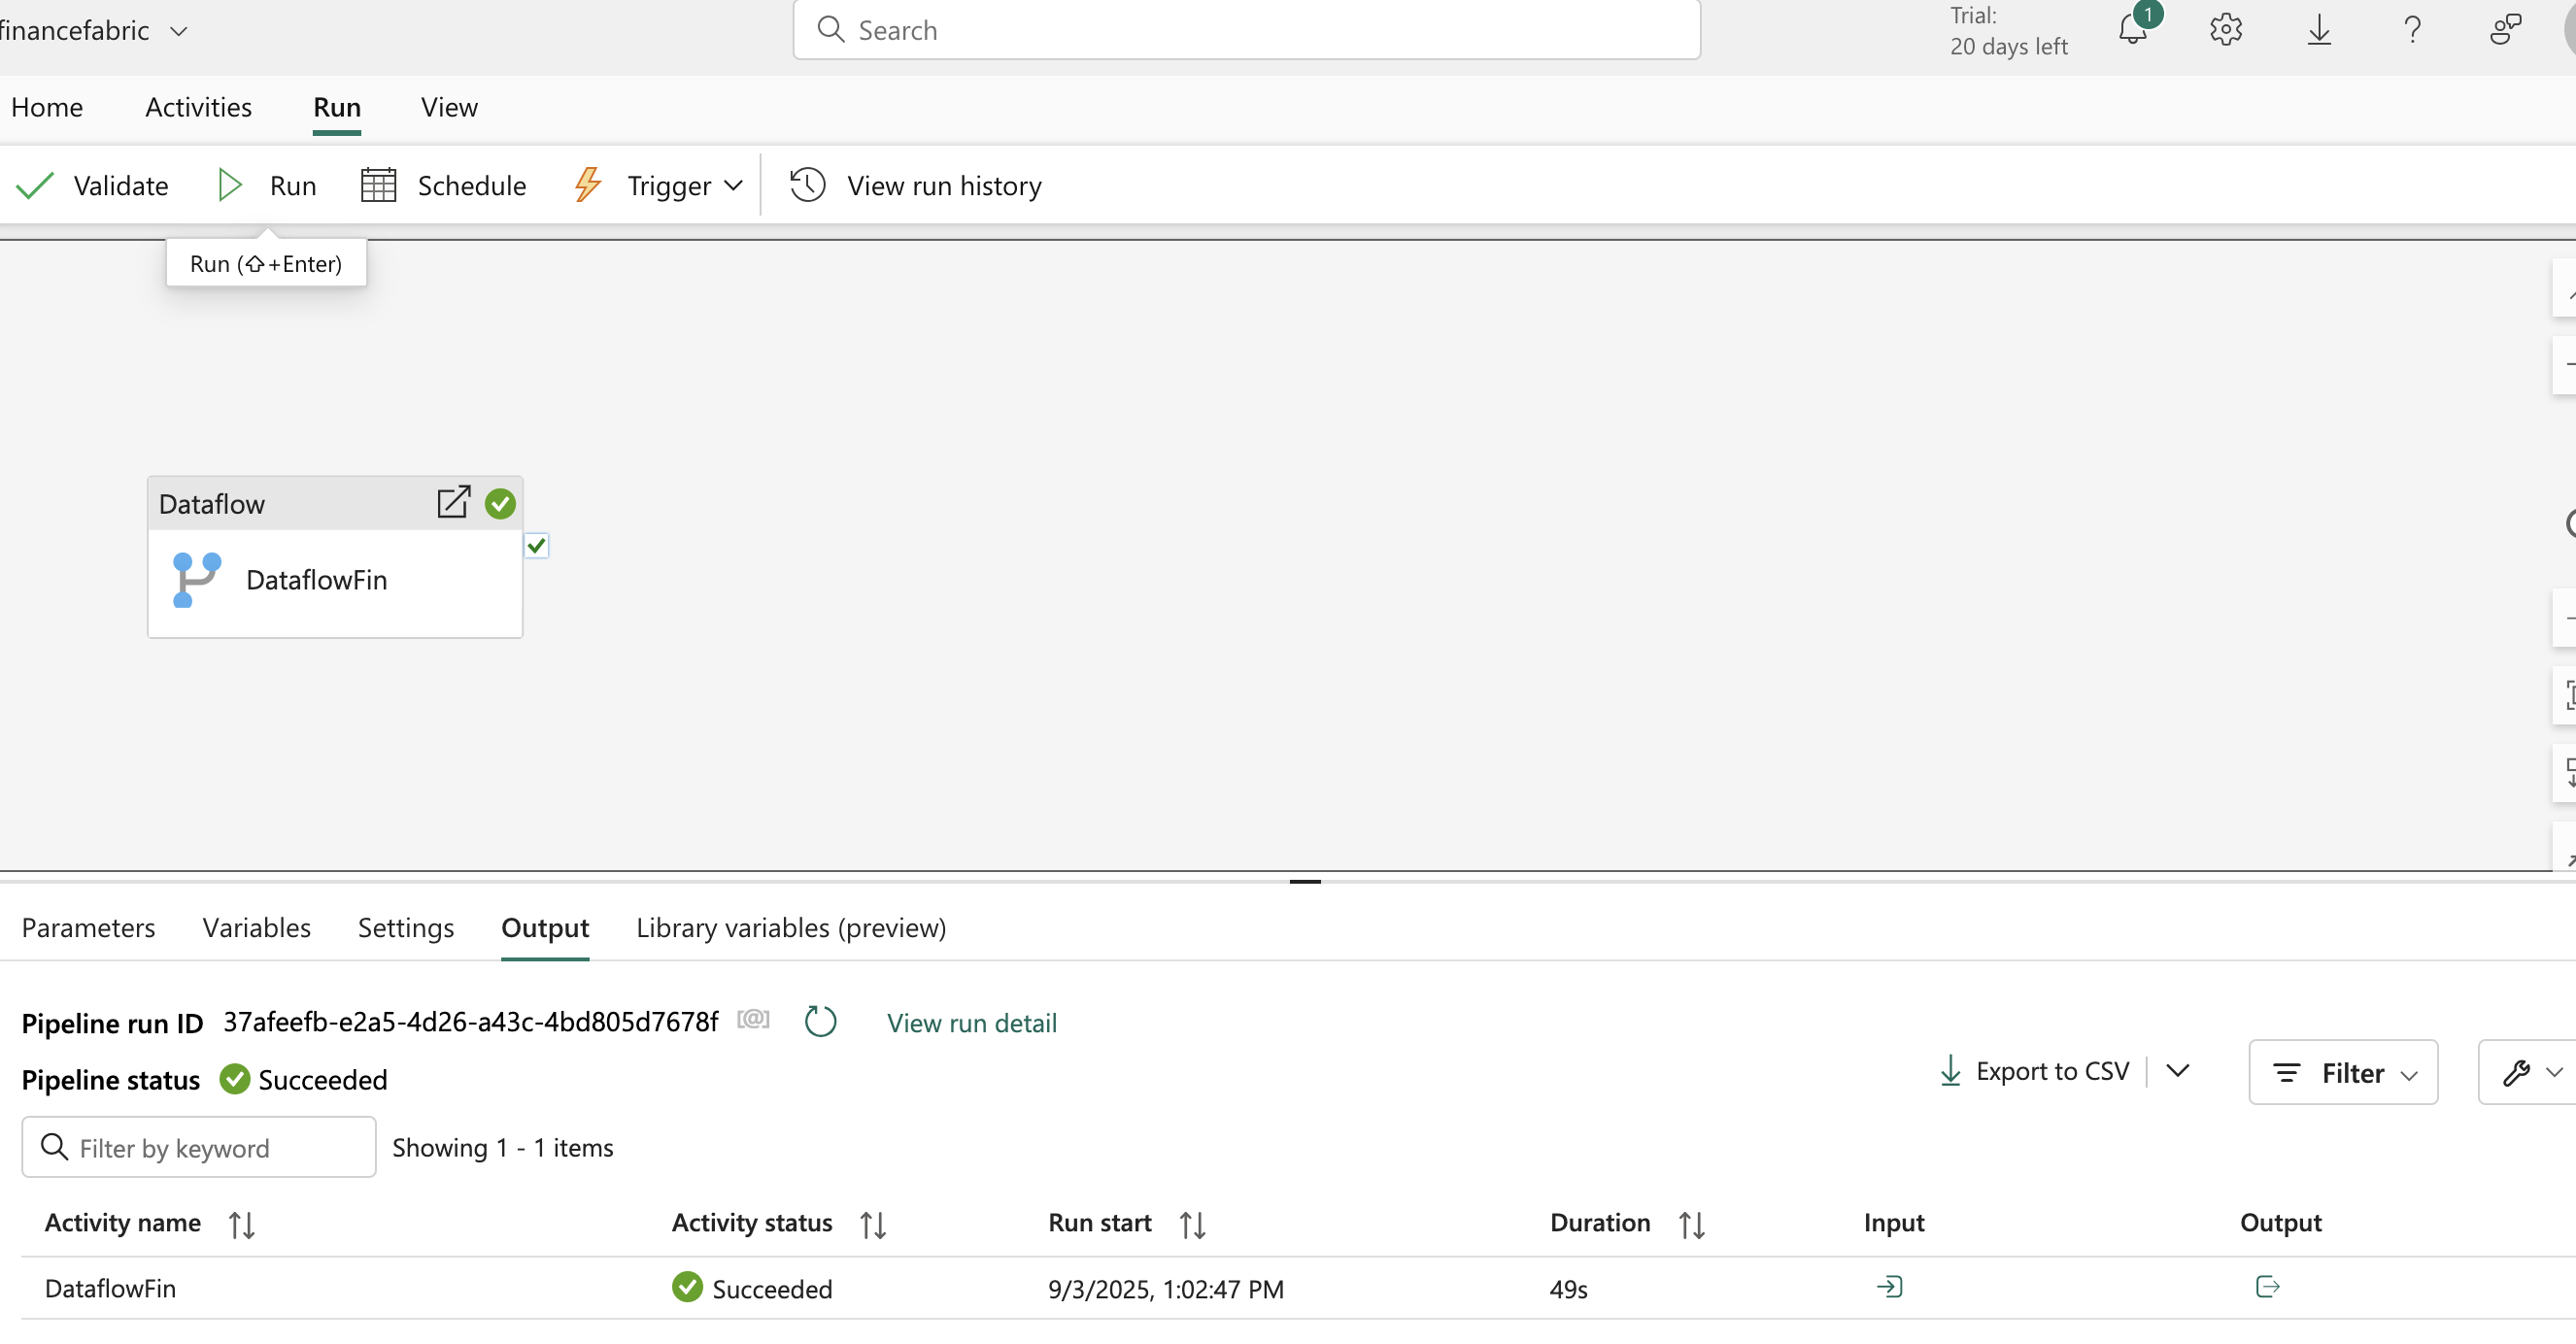 financefabric
Search
Trial:
20 days left
1
Home Activities Run View
Validate Run Schedule Trigger View run history
Run (⇧+Enter)
Dataflow
DataflowFin
Parameters Variables Settings Output Library variables (preview)
Pipeline run ID 37afeefb-e2a5-4d26-a43c-4bd805d7678f [@] View run detail
Pipeline status Succeeded
Export to CSV Filter
Filter by keyword Showing 1 - 1 items
Activity name Activity status Run start Duration Input Output
DataflowFin Succeeded 9/3/2025, 1:02:47 PM 49s